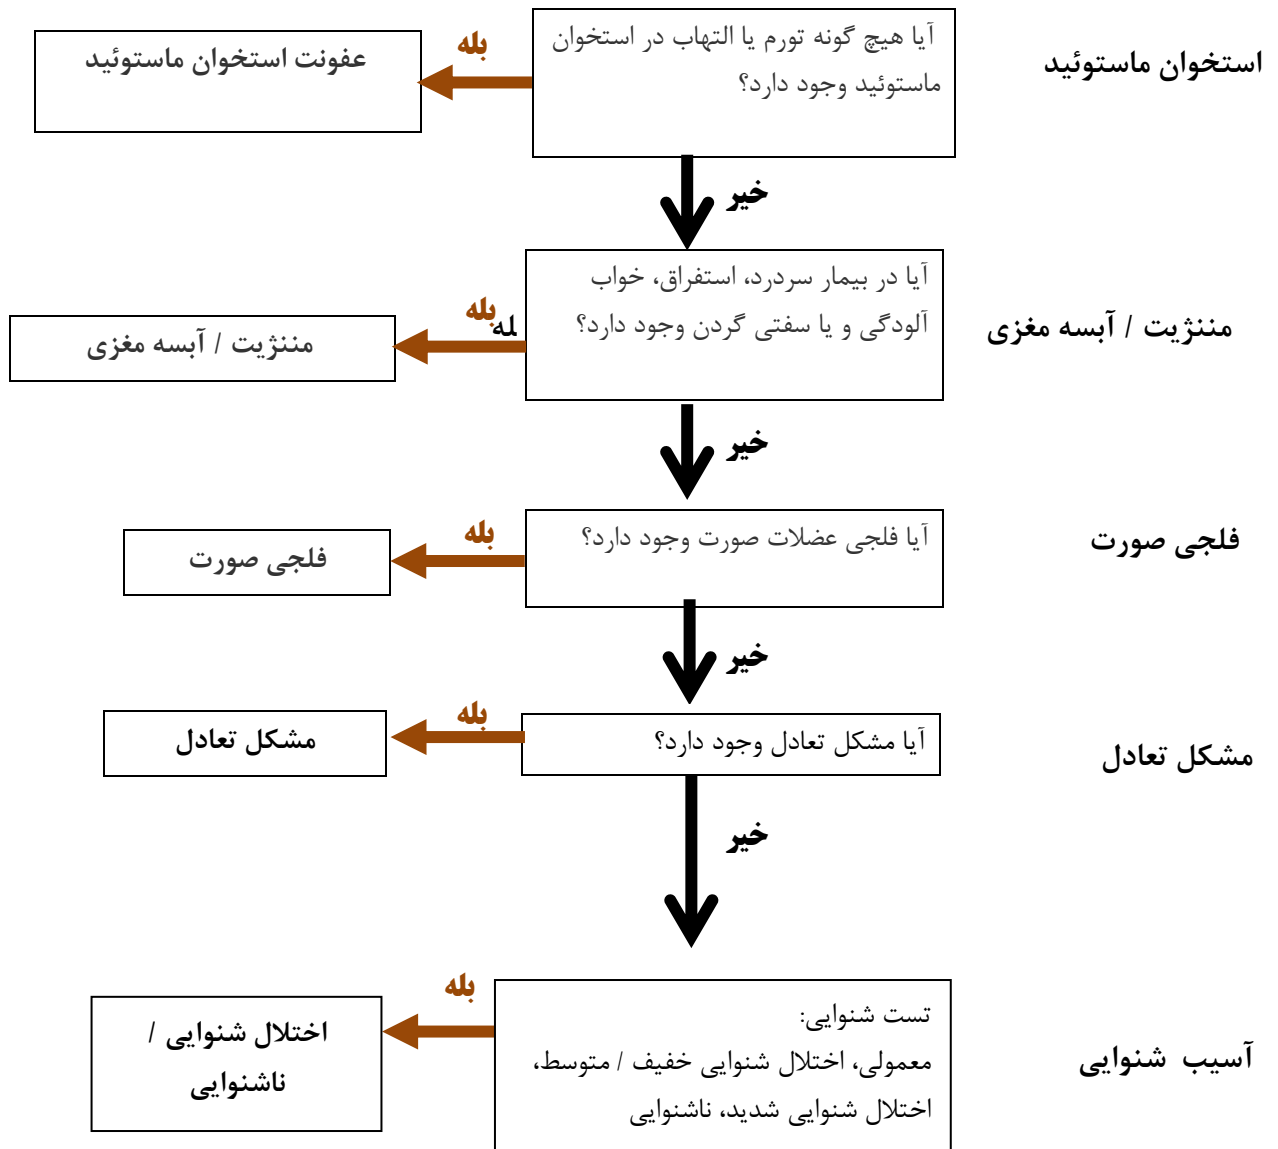 استخوان ماستوئید
آیا هیچ گونه تورم یا التهاب در استخوان
ماستوئید وجود دارد؟
بله
عفونت استخوان ماستوئید
خیر
مننژیت / آبسه مغزی
آیا در بیمار سردرد، استفراق، خواب
آلودگی و یا سفتی گردن وجود دارد؟
بله
له
مننژیت / آبسه مغزی
خیر
فلجی صورت
آیا فلجی عضلات صورت وجود دارد؟
بله
فلجی صورت
خیر
مشکل تعادل
آیا مشکل تعادل وجود دارد؟
بله
مشکل تعادل
خیر
آسیب شنوایی
تست شنوایی:
معمولی، اختلال شنوایی خفیف / متوسط،
اختلال شنوایی شدید، ناشنوایی
بله
اختلال شنوایی /
ناشنوایی